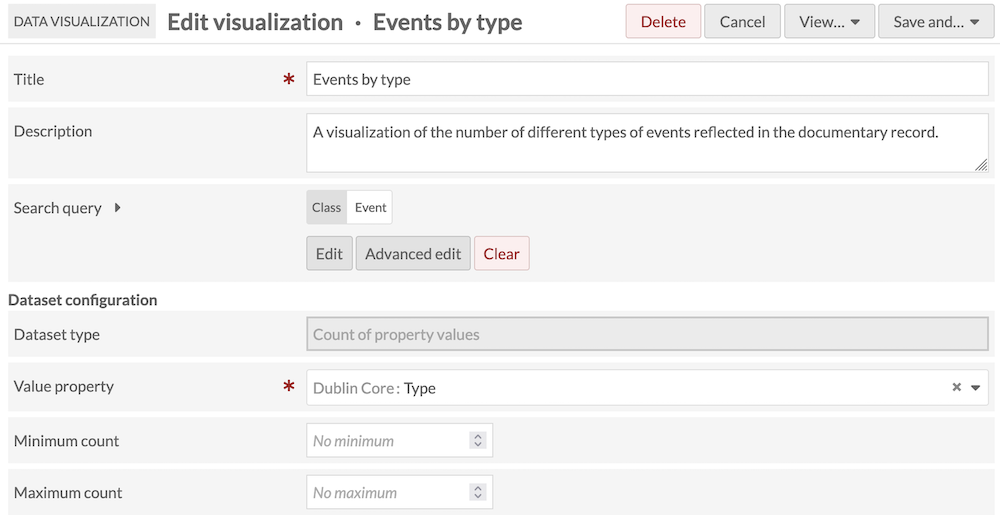 DATA VISUALIZATION Edit visualization · Events by type Delete Cancel View... Save and...
Title * Events by type
Description A visualization of the number of different types of events reflected in the documentary record.
Search query Class Event
Edit Advanced edit Clear
Dataset configuration
Dataset type Count of property values
Value property * Dublin Core : Type ×
Minimum count No minimum
Maximum count No maximum